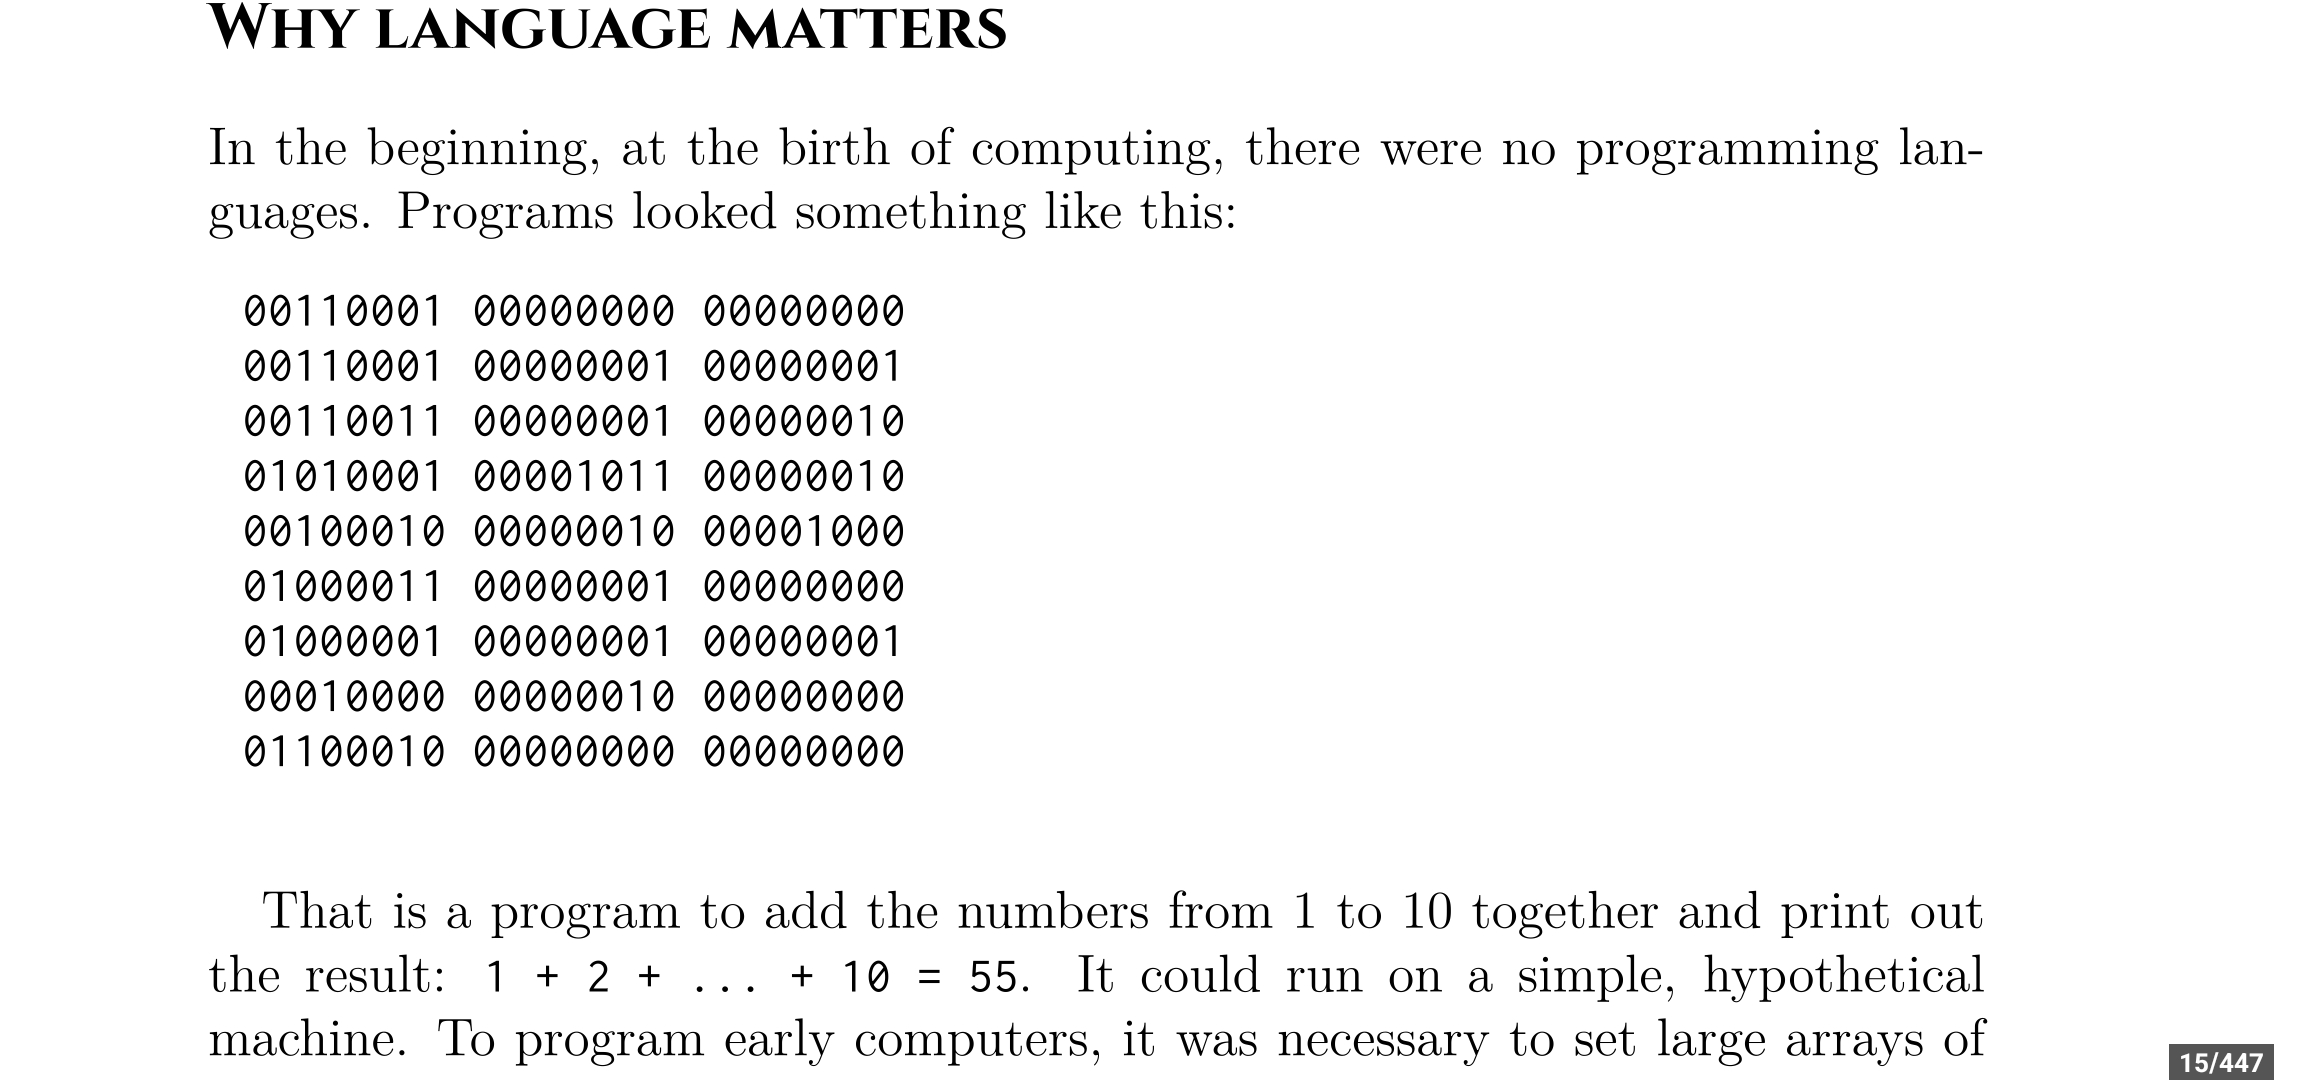 Why language matters
In the beginning, at the birth of computing, there were no programming lan-
guages. Programs looked something like this:
00110001 00000000 00000000
00110001 00000001 00000001
00110011 00000001 00000010
01010001 00001011 00000010
00100010 00000010 00001000
01000011 00000001 00000000
01000001 00000001 00000001
00010000 00000010 00000000
01100010 00000000 00000000
That is a program to add the numbers from 1 to 10 together and print out
the result: 1 + 2 + ... + 10 = 55. It could run on a simple, hypothetical
machine. To program early computers, it was necessary to set large arrays of
15/447